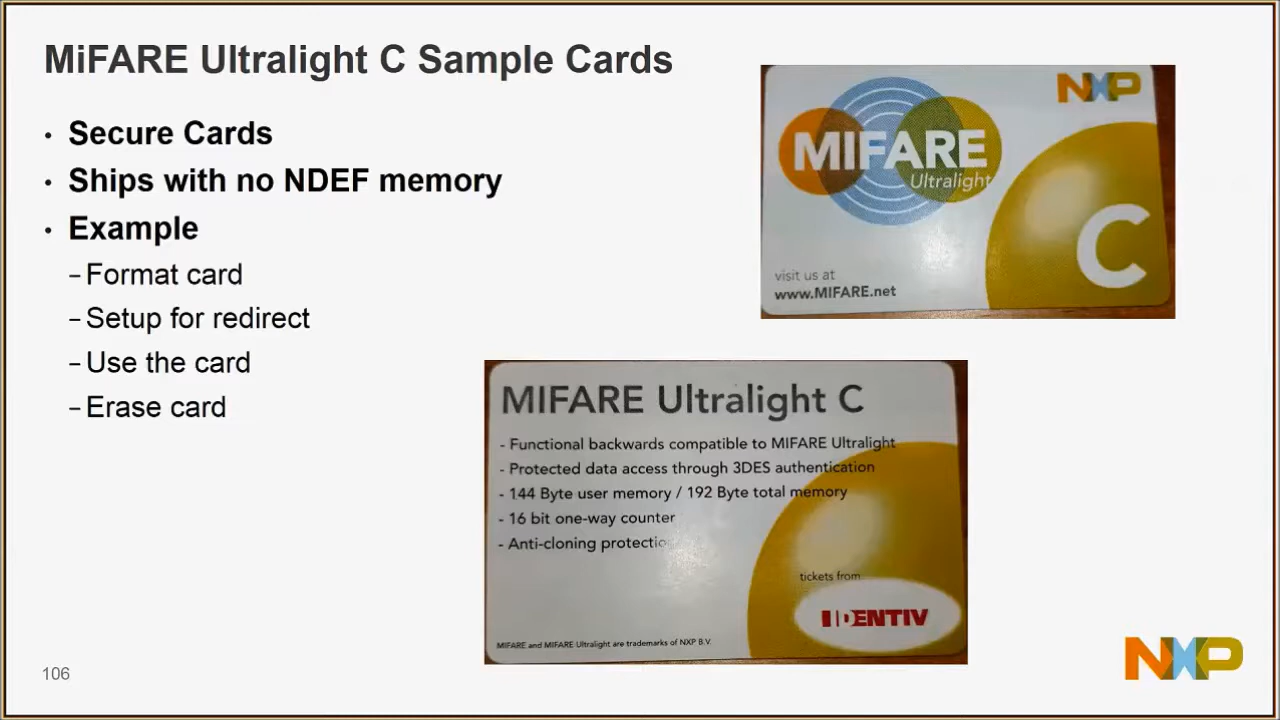 MiFARE Ultralight C Sample Cards
• Secure Cards
• Ships with no NDEF memory
• Example
– Format card
– Setup for redirect
– Use the card
– Erase card
NXP
MIFARE
Ultralight
C
visit us at
www.MIFARE.net
MIFARE Ultralight C
- Functional backwards compatible to MIFARE Ultralight
- Protected data access through 3DES authentication
- 144 Byte user memory / 192 Byte total memory
- 16 bit one-way counter
- Anti-cloning protection
tickets from
IDENTIV
MIFARE and MIFARE Ultralight are trademarks of NXP B.V.
106
NXP